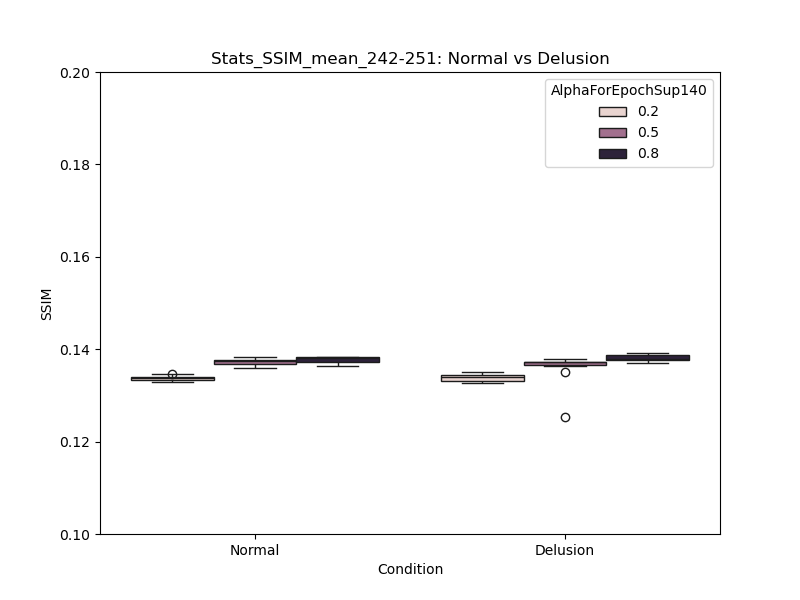 Stats_SSIM_mean_242-251: Normal vs Delusion
AlphaForEpochSup140
0.2
0.5
0.8
0.20
0.18
0.16
0.14
0.12
0.10
SSIM
Normal
Delusion
Condition